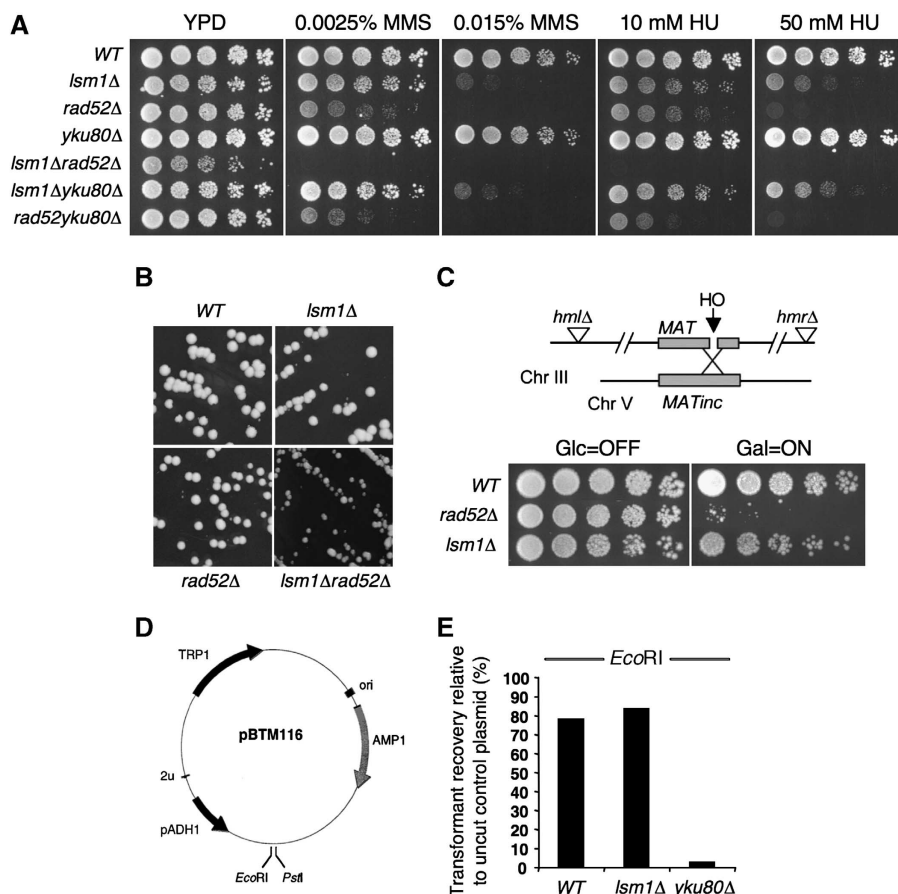 A
YPD
0.0025% MMS
0.015% MMS
10 mM HU
50 mM HU
WT
lsm1Δ
rad52Δ
yku80Δ
lsm1Δrad52Δ
lsm1Δyku80Δ
rad52yku80Δ
B
WT
lsm1Δ
rad52Δ
lsm1Δrad52Δ
C
HO
hmlΔ
MAT
hmrΔ
Chr III
Chr V
MATinc
Glc=OFF
Gal=ON
WT
rad52Δ
lsm1Δ
D
TRP1
ori
pBTM116
AMP1
2u
pADH1
EcoRI
PstI
E
EcoRI
Transformant recovery relative
to uncut control plasmid (%)
90
80
70
60
50
40
30
20
10
0
WT
lsm1Δ
yku80Δ